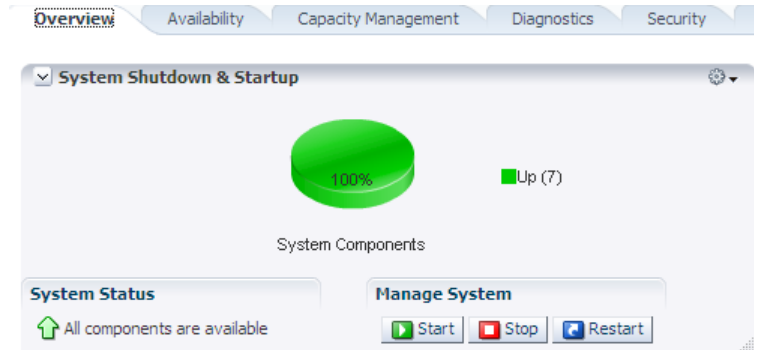 Overview Availability Capacity Management Diagnostics Security
System Shutdown & Startup
100%
Up (7)
System Components
System Status
Manage System
All components are available
Start Stop Restart